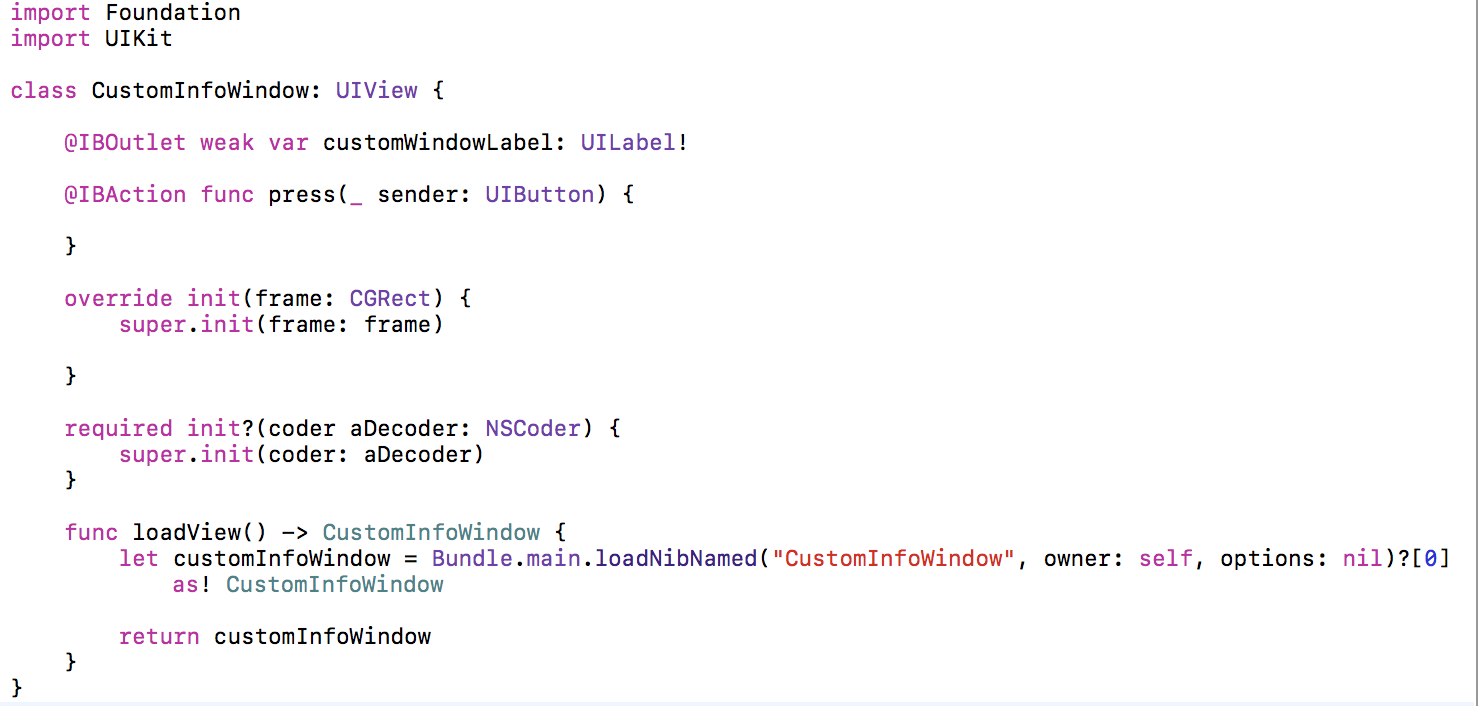 import Foundation
import UIKit
class CustomInfoWindow: UIView {
@IBOutlet weak var customWindowLabel: UILabel!
@IBAction func press(_ sender: UIButton) {
}
override init(frame: CGRect) {
super.init(frame: frame)
}
required init?(coder aDecoder: NSCoder) {
super.init(coder: aDecoder)
}
func loadView() -> CustomInfoWindow {
let customInfoWindow = Bundle.main.loadNibNamed("CustomInfoWindow", owner: self, options: nil)?[0]
as! CustomInfoWindow
return customInfoWindow
}
}